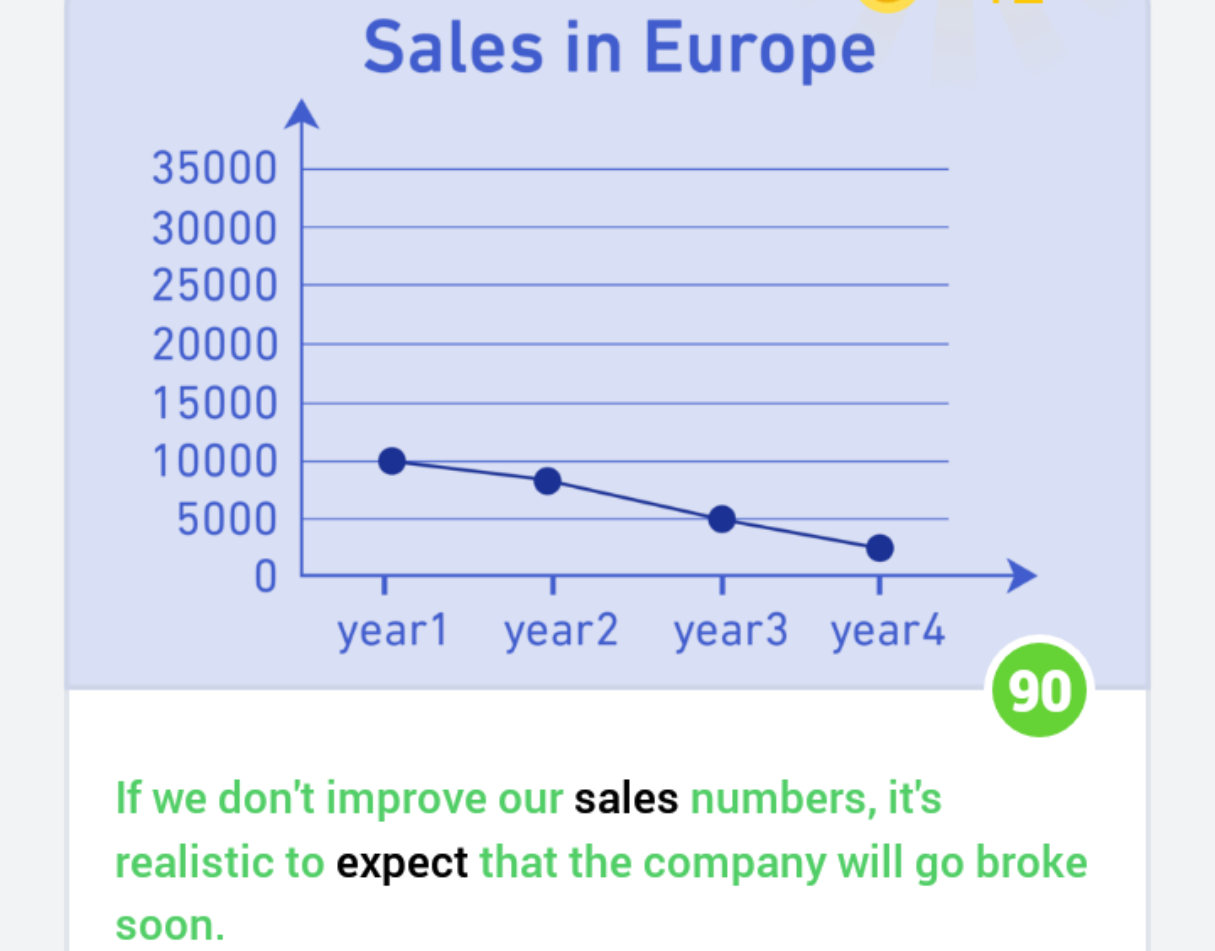 Sales in Europe
35000
30000
25000
20000
15000
10000
5000
0
year1 year2 year3 year4
90
If we don't improve our sales numbers, it's
realistic to expect that the company will go broke
soon.